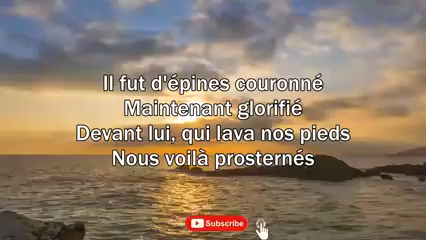 Il fut d'épines couronné
Maintenant glorifié
Devant lui, qui lava nos pieds
Nous voilà prosternés
Subscribe